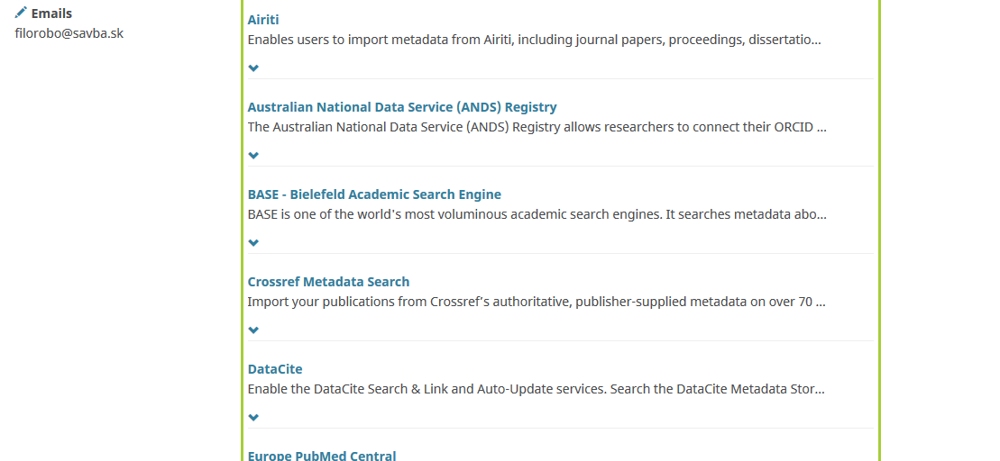 Emails
filorobo@savba.sk
Airiti
Enables users to import metadata from Airiti, including journal papers, proceedings, dissertatio...
Australian National Data Service (ANDS) Registry
The Australian National Data Service (ANDS) Registry allows researchers to connect their ORCID ...
BASE - Bielefeld Academic Search Engine
BASE is one of the world's most voluminous academic search engines. It searches metadata abo...
Crossref Metadata Search
Import your publications from Crossref’s authoritative, publisher-supplied metadata on over 70 ...
DataCite
Enable the DataCite Search & Link and Auto-Update services. Search the DataCite Metadata Stor...
Europe PubMed Central